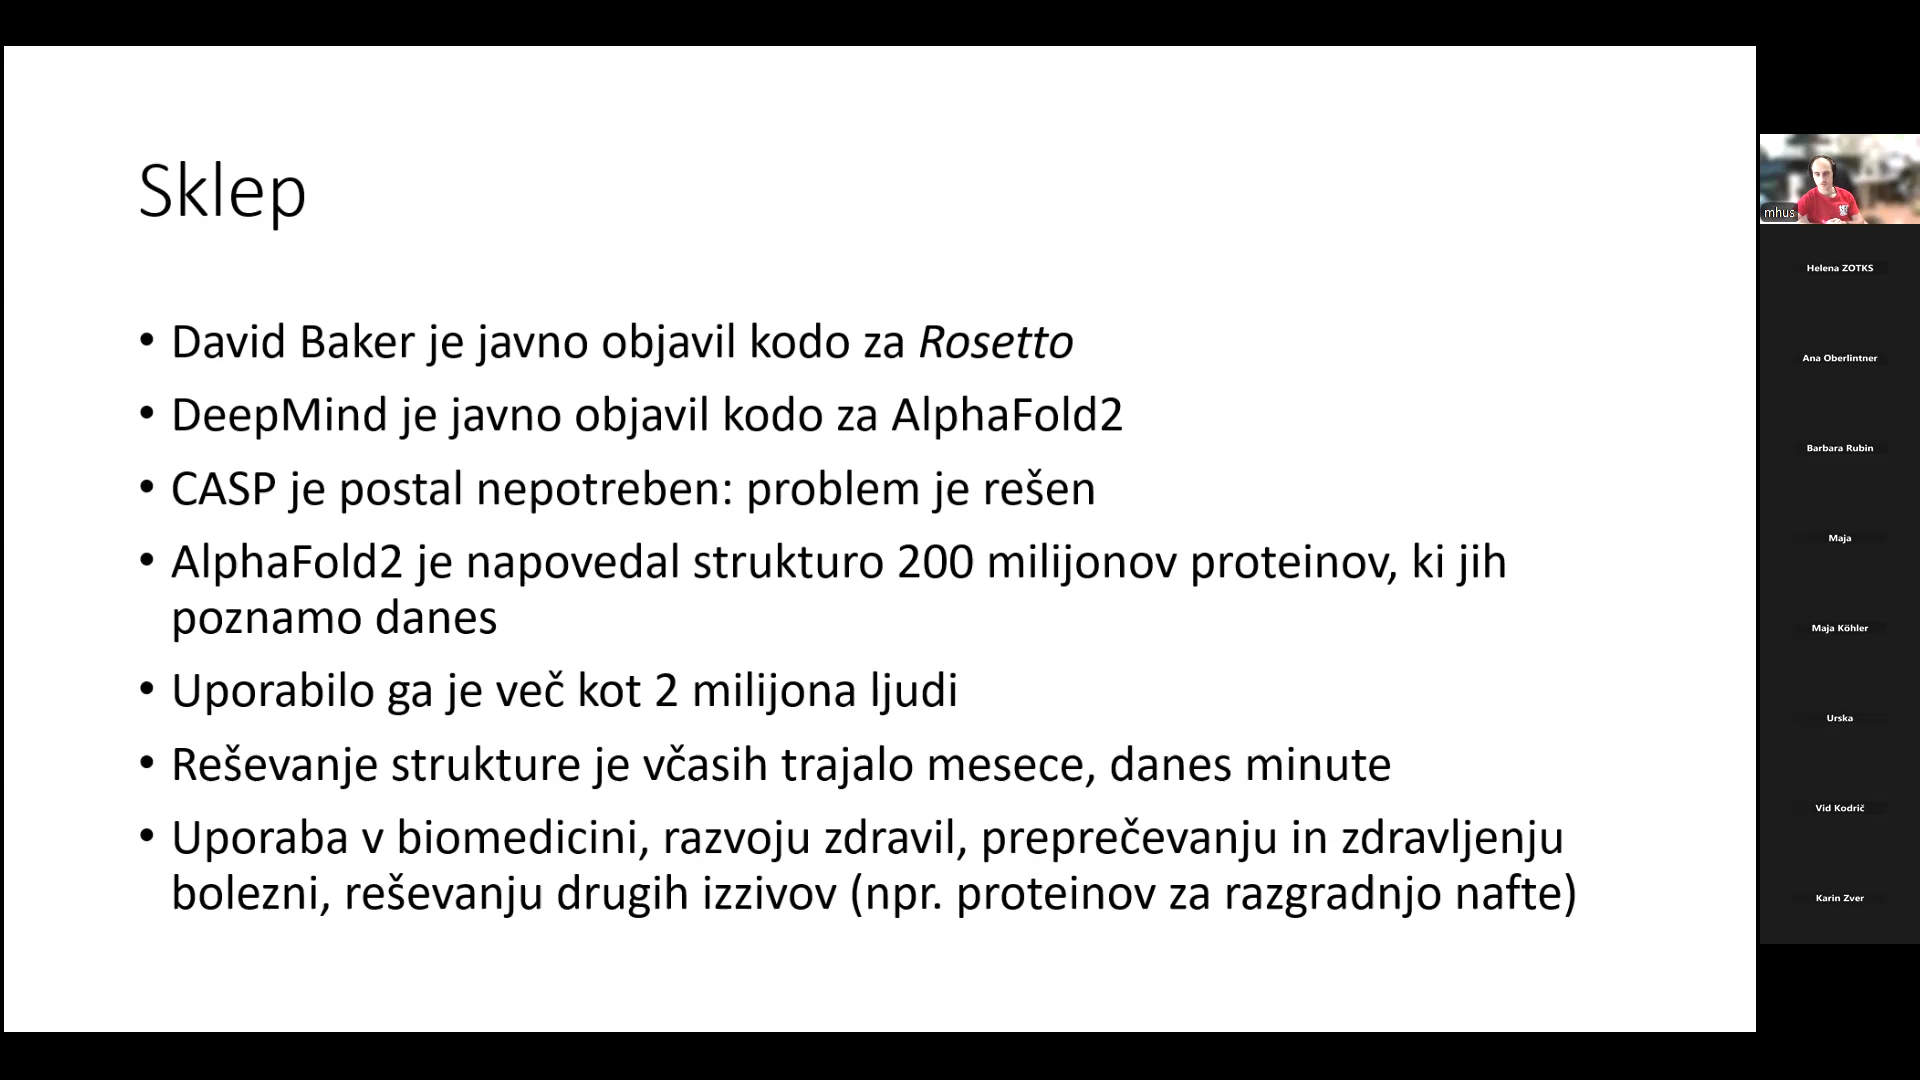 Sklep
• David Baker je javno objavil kodo za Rosetto
• DeepMind je javno objavil kodo za AlphaFold2
• CASP je postal nepotreben: problem je rešen
• AlphaFold2 je napovedal strukturo 200 milijonov proteinov, ki jih
poznamo danes
• Uporabilo ga je več kot 2 milijona ljudi
• Reševanje strukture je včasih trajalo mesece, danes minute
• Uporaba v biomedicini, razvoju zdravil, preprečevanju in zdravljenju
bolezni, reševanju drugih izzivov (npr. proteinov za razgradnjo nafte)
mhus
Helena ZOTKS
Ana Oberlintner
Barbara Rubin
Maja
Maja Köhler
Urska
Vid Kodrič
Karin Zver